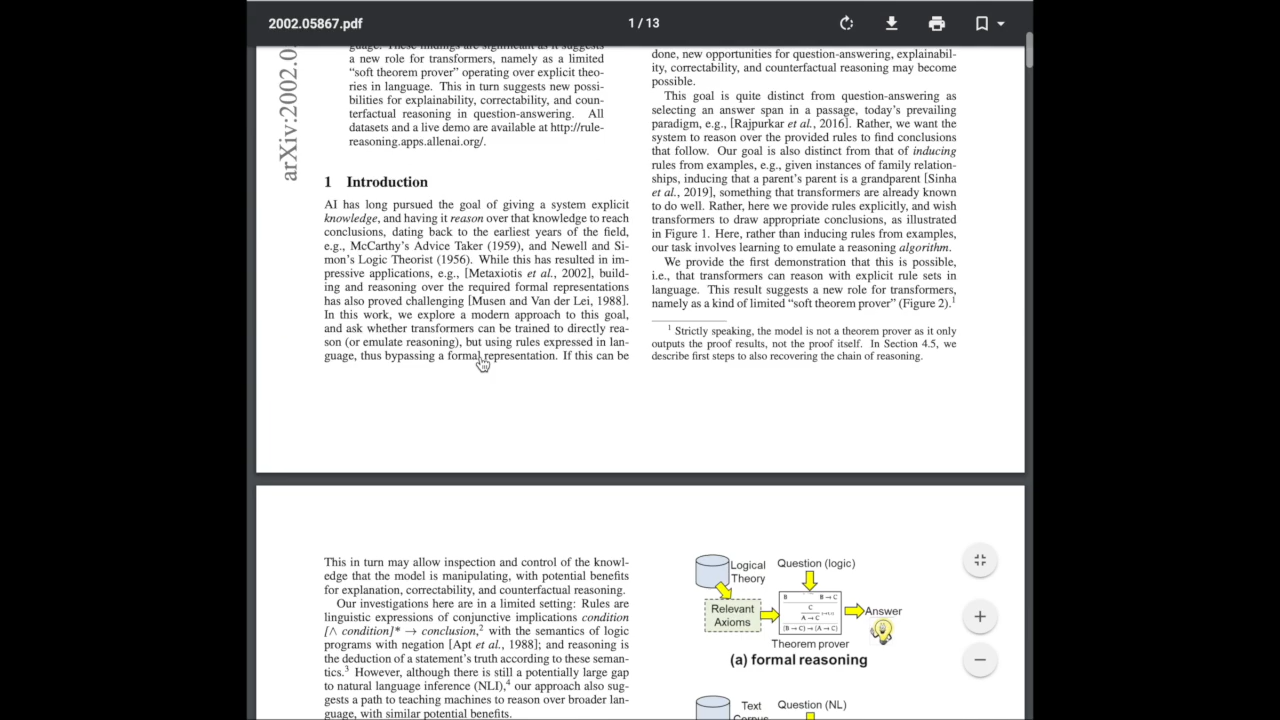 2002.05867.pdf
1 / 13
arXiv:2002.0
guage. These findings are significant as it suggests
a new role for transformers, namely as a limited
“soft theorem prover” operating over explicit theo-
ries in language. This in turn suggests new possi-
bilities for explainability, correctability, and coun-
terfactual reasoning in question-answering. All
datasets and a live demo are available at http://rule-
reasoning.apps.allenai.org/.
1 Introduction
AI has long pursued the goal of giving a system explicit
knowledge, and having it reason over that knowledge to reach
conclusions, dating back to the earliest years of the field,
e.g., McCarthy’s Advice Taker (1959), and Newell and Si-
mon’s Logic Theorist (1956). While this has resulted in im-
pressive applications, e.g., [Metaxiotis et al., 2002], build-
ing and reasoning over the required formal representations
has also proved challenging [Musen and Van der Lei, 1988].
In this work, we explore a modern approach to this goal,
and ask whether transformers can be trained to directly rea-
son (or emulate reasoning), but using rules expressed in lan-
guage, thus bypassing a formal representation. If this can be
done, new opportunities for question-answering, explainabil-
ity, correctability, and counterfactual reasoning may become
possible.
This goal is quite distinct from question-answering as
selecting an answer span in a passage, today’s prevailing
paradigm, e.g., [Rajpurkar et al., 2016]. Rather, we want the
system to reason over the provided rules to find conclusions
that follow. Our goal is also distinct from that of inducing
rules from examples, e.g., given instances of family relation-
ships, inducing that a parent’s parent is a grandparent [Sinha
et al., 2019], something that transformers are already known
to do well. Rather, here we provide rules explicitly, and wish
transformers to draw appropriate conclusions, as illustrated
in Figure 1. Here, rather than inducing rules from examples,
our task involves learning to emulate a reasoning algorithm.
We provide the first demonstration that this is possible,
i.e., that transformers can reason with explicit rule sets in
language. This result suggests a new role for transformers,
namely as a kind of limited “soft theorem prover” (Figure 2).1
1 Strictly speaking, the model is not a theorem prover as it only
outputs the proof results, not the proof itself. In Section 4.5, we
describe first steps to also recovering the chain of reasoning.
This in turn may allow inspection and control of the knowl-
edge that the model is manipulating, with potential benefits
for explanation, correctability, and counterfactual reasoning.
Our investigations here are in a limited setting: Rules are
linguistic expressions of conjunctive implications condition
[∧ condition]* → conclusion,2 with the semantics of logic
programs with negation [Apt et al., 1988]; and reasoning is
the deduction of a statement’s truth according to these seman-
tics.3 However, although there is still a potentially large gap
to natural language inference (NLI),4 our approach also sug-
gests a path to teaching machines to reason over broader lan-
guage, with similar potential benefits.
Logical
Theory
Question (logic)
Relevant
Axioms
B B→C
C
A→C
(B→C)→(A→C)
Answer
Theorem prover
(a) formal reasoning
Text
Corpus
Question (NL)